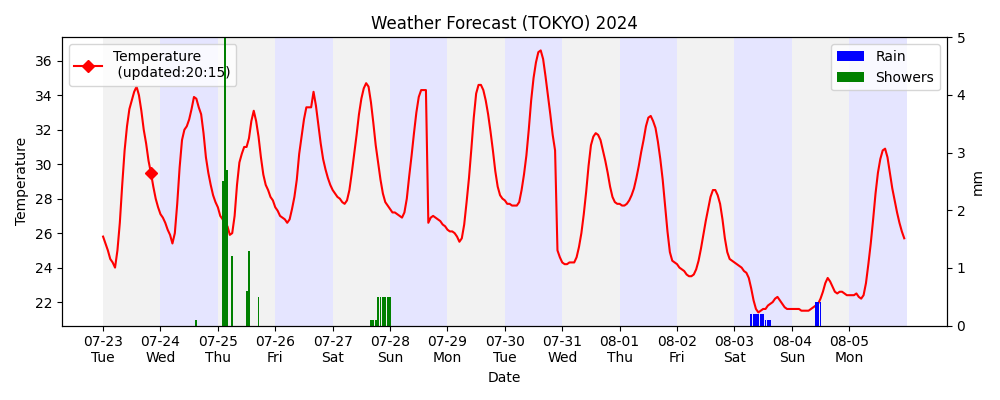 Weather Forecast (TOKYO) 2024
Temperature
(updated:20:15)
Rain
Showers
Temperature
36
34
32
30
28
26
24
22
5
4
3
2
1
0
mm
07-23 07-24 07-25 07-26 07-27 07-28 07-29 07-30 07-31 08-01 08-02 08-03 08-04 08-05
Tue Wed Thu Fri Sat Sun Mon Tue Wed Thu Fri Sat Sun Mon
Date